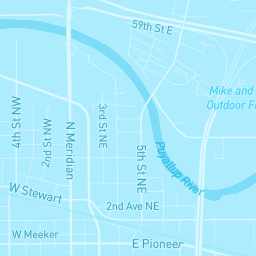 59th St E
Mike and
Outdoor F
4th St NW
2nd St NW
N Meridian
3rd St NE
5th St NE
Puyallup River
W Stewart
2nd Ave NE
W Meeker
E Pioneer